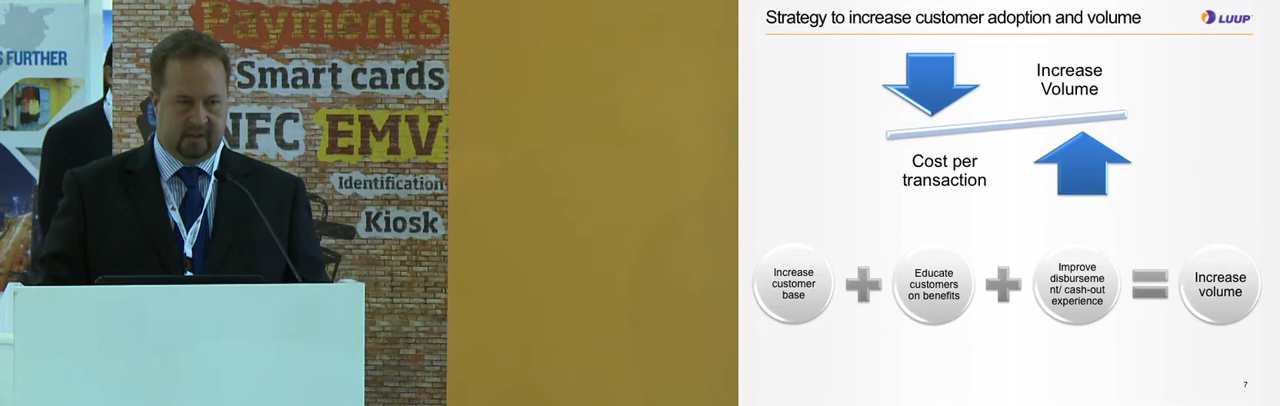 S FURTHER
Payments
Smart cards
NFC
EMV
Identification
Kiosk
Strategy to increase customer adoption and volume
LUUP
Increase
Volume
Cost per
transaction
Increase
customer
base
Educate
customers
on benefits
Improve
disburseme
nt/ cash-out
experience
Increase
volume
7